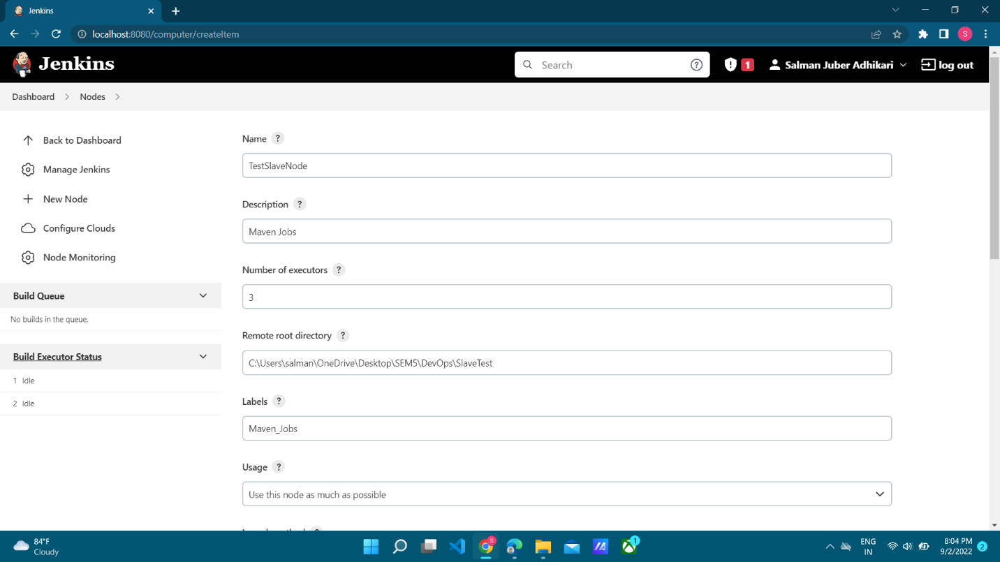 Jenkins
localhost:8080/computer/createItem
S
Jenkins
Search
?
1
Salman Juber Adhikari
log out
Dashboard
Nodes
Back to Dashboard
Manage Jenkins
New Node
Configure Clouds
Node Monitoring
Build Queue
No builds in the queue.
Build Executor Status
1 Idle
2 Idle
Name ?
TestSlaveNode
Description ?
Maven Jobs
Number of executors ?
3
Remote root directory ?
C:\Users\salman\OneDrive\Desktop\SEM5\DevOps\SlaveTest
Labels ?
Maven_Jobs
Usage ?
Use this node as much as possible
84°F
Cloudy
S
1
ENG
IN
8:04 PM
9/2/2022
2